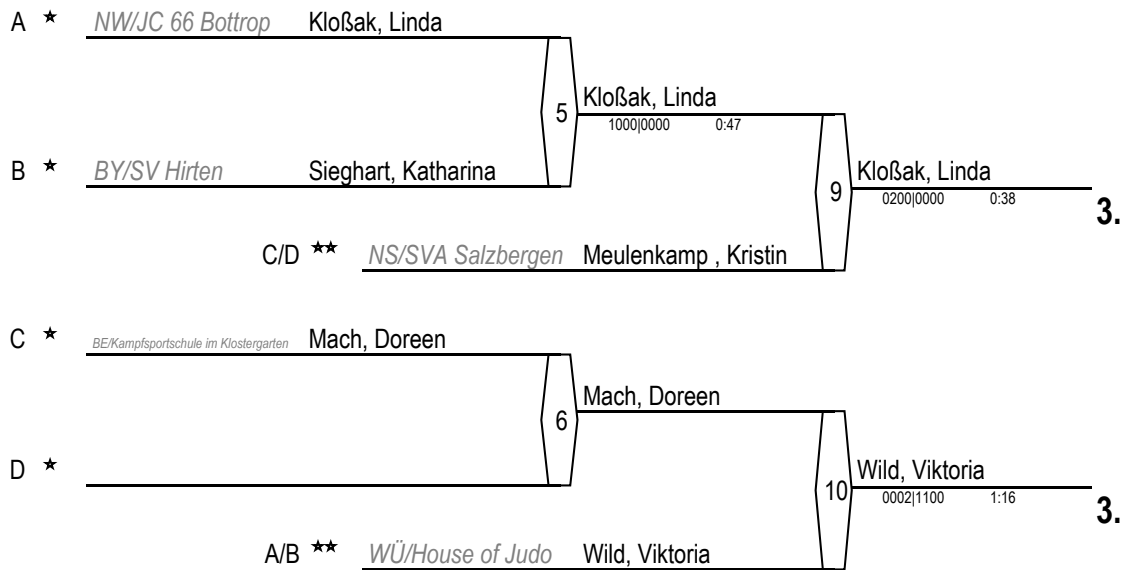 A ★ NW/JC 66 Bottrop Kloßak, Linda
5 Kloßak, Linda
1000|0000 0:47
B ★ BY/SV Hirten Sieghart, Katharina
9 Kloßak, Linda
0200|0000 0:38
3.
C/D ★★ NS/SVA Salzbergen Meulenkamp , Kristin
C ★ BE/Kampfsportschule im Klostergarten Mach, Doreen
6 Mach, Doreen
D ★
10 Wild, Viktoria
0002|1100 1:16
3.
A/B ★★ WÜ/House of Judo Wild, Viktoria